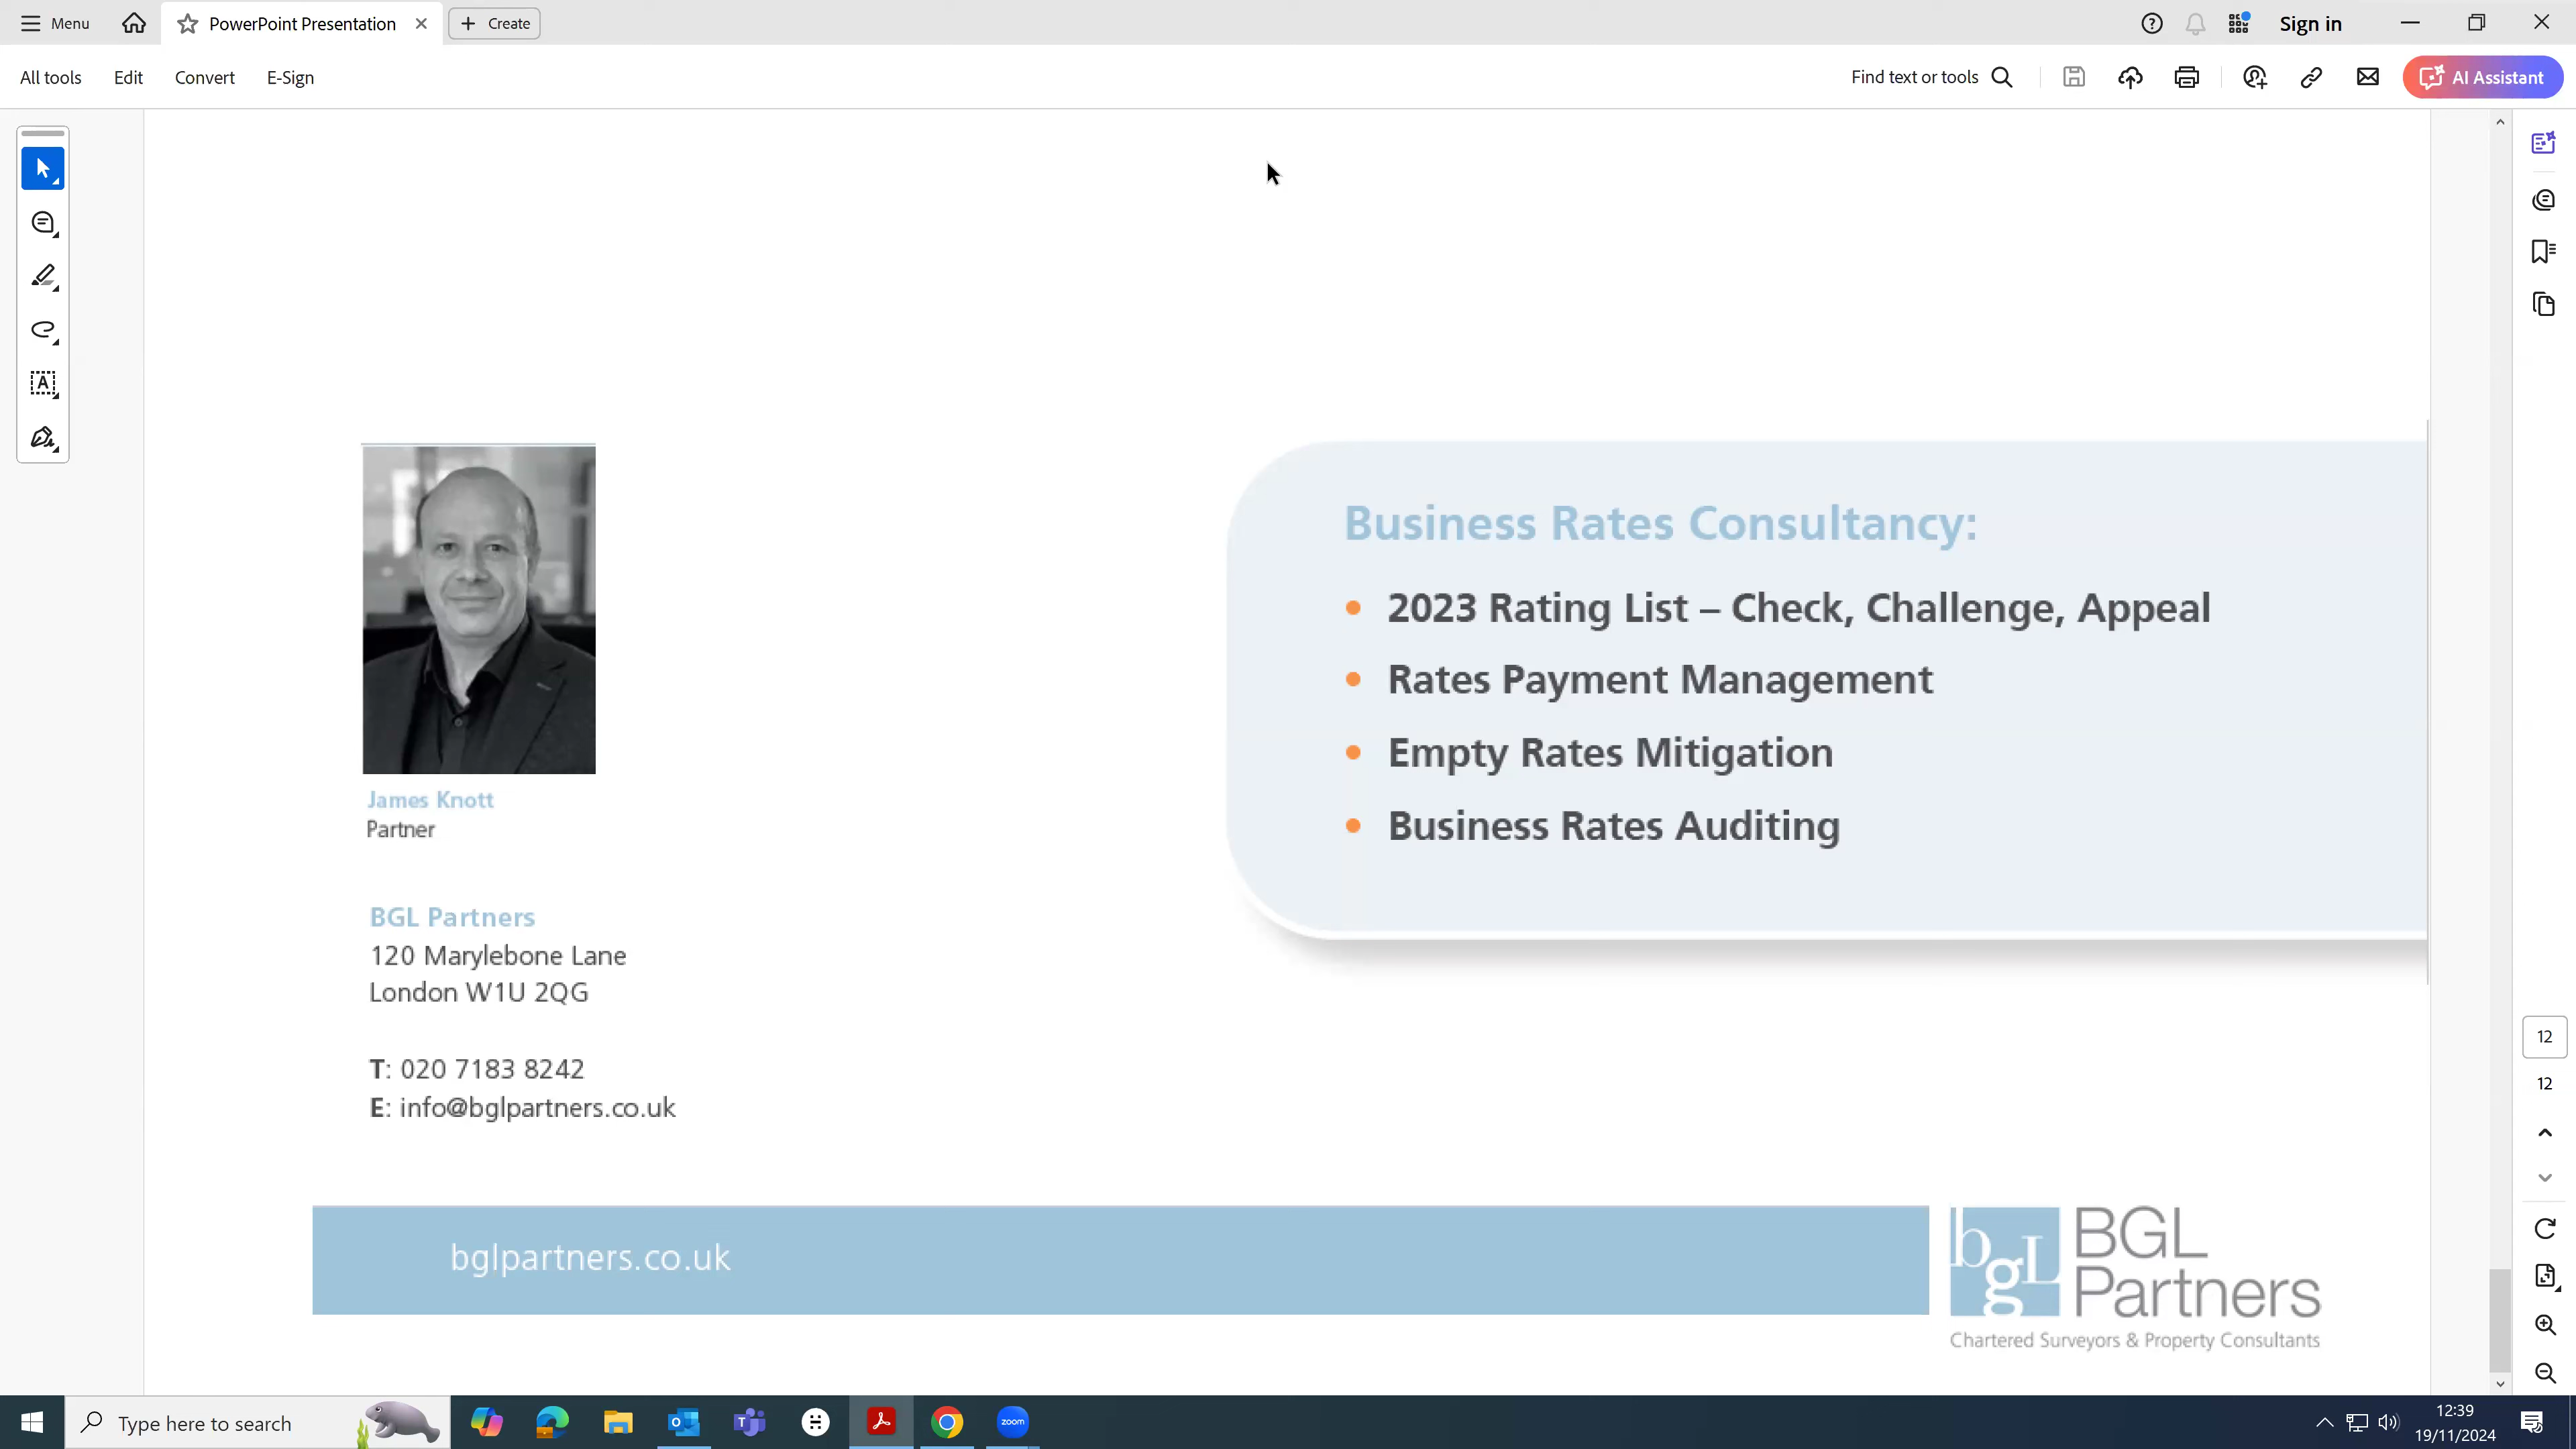 Menu
PowerPoint Presentation
Create
Sign in
All tools
Edit
Convert
E-Sign
Find text or tools
AI Assistant
A
Business Rates Consultancy:
• 2023 Rating List – Check, Challenge, Appeal
• Rates Payment Management
• Empty Rates Mitigation
• Business Rates Auditing
James Knott
Partner
BGL Partners
120 Marylebone Lane
London W1U 2QG
T: 020 7183 8242
E: info@bglpartners.co.uk
12
12
bglpartners.co.uk
bgL
BGL
Partners
Chartered Surveyors & Property Consultants
Type here to search
zoom
12:39
19/11/2024